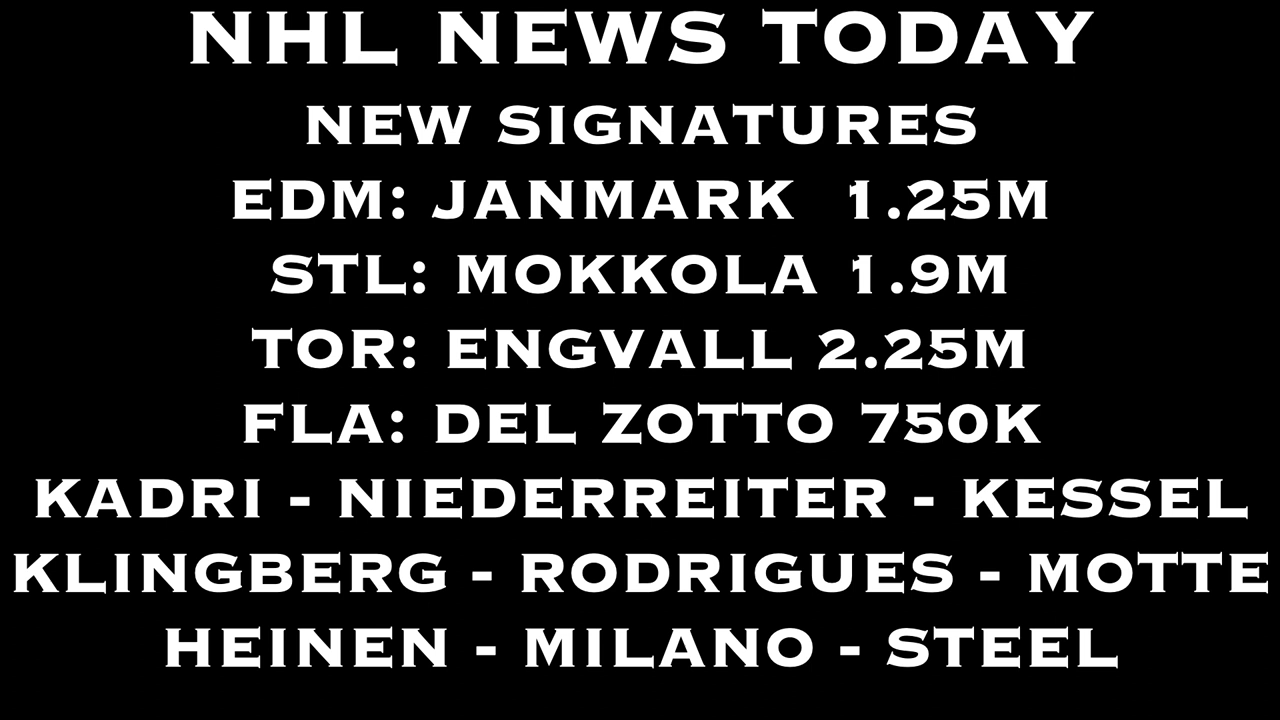 NHL NEWS TODAY
NEW SIGNATURES
EDM: JANMARK 1.25M
STL: MOKKOLA 1.9M
TOR: ENGVALL 2.25M
FLA: DEL ZOTTO 750K
KADRI - NIEDERREITER - KESSEL
KLINGBERG - RODRIGUES - MOTTE
HEINEN - MILANO - STEEL